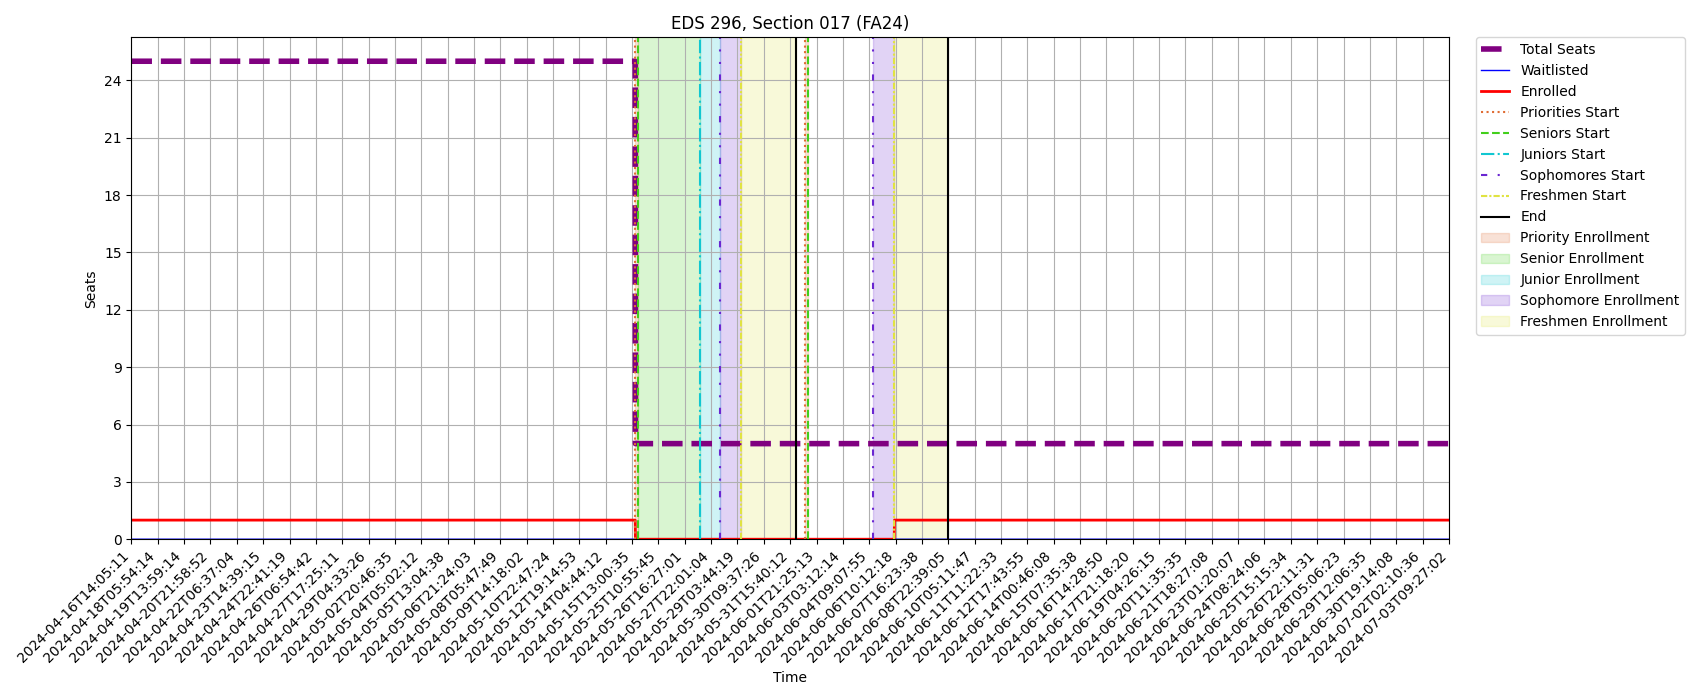 EDS 296, Section 017 (FA24)
Seats
24
21
18
15
12
9
6
3
0
2024-04-16T14:05:11
2024-04-18T05:54:14
2024-04-19T13:59:14
2024-04-20T21:58:52
2024-04-22T06:37:04
2024-04-23T14:39:15
2024-04-24T22:41:19
2024-04-26T06:54:42
2024-04-27T17:25:11
2024-04-29T04:33:26
2024-05-02T20:46:35
2024-05-04T05:02:12
2024-05-05T13:04:38
2024-05-06T21:24:03
2024-05-08T05:47:49
2024-05-09T14:18:02
2024-05-10T22:47:24
2024-05-12T19:14:53
2024-05-14T04:44:12
2024-05-15T13:00:35
2024-05-25T10:55:45
2024-05-26T16:27:01
2024-05-27T22:01:04
2024-05-29T03:44:19
2024-05-30T09:37:26
2024-05-31T15:40:12
2024-06-01T21:25:13
2024-06-03T03:12:14
2024-06-04T09:07:55
2024-06-06T10:12:18
2024-06-07T16:23:38
2024-06-08T22:39:05
2024-06-10T05:11:47
2024-06-11T11:22:33
2024-06-12T17:43:55
2024-06-14T00:46:08
2024-06-15T07:35:38
2024-06-16T14:28:50
2024-06-17T21:18:20
2024-06-19T04:26:15
2024-06-20T11:35:35
2024-06-21T18:27:08
2024-06-23T01:20:07
2024-06-24T08:24:06
2024-06-25T15:15:34
2024-06-26T22:11:31
2024-06-28T05:06:23
2024-06-29T12:06:35
2024-06-30T19:14:08
2024-07-02T02:10:36
2024-07-03T09:27:02
Time
Total Seats
Waitlisted
Enrolled
Priorities Start
Seniors Start
Juniors Start
Sophomores Start
Freshmen Start
End
Priority Enrollment
Senior Enrollment
Junior Enrollment
Sophomore Enrollment
Freshmen Enrollment